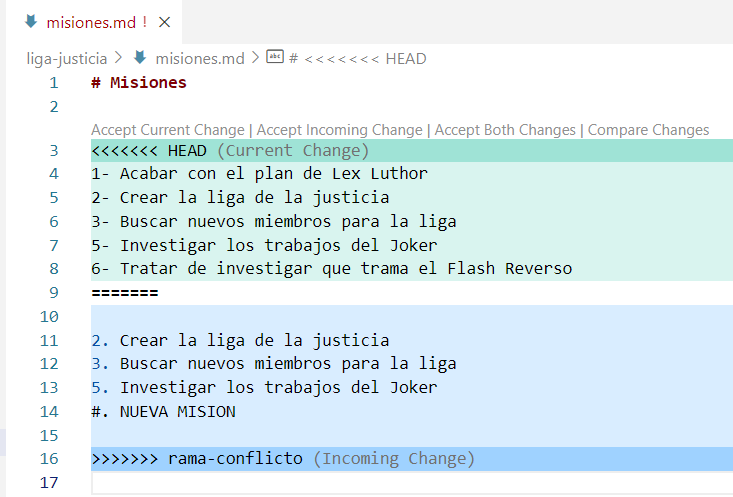 misiones.md !
liga-justicia > misiones.md > abc # <<<<<<< HEAD
1 # Misiones
2
Accept Current Change | Accept Incoming Change | Accept Both Changes | Compare Changes
3 <<<<<<< HEAD (Current Change)
4 1- Acabar con el plan de Lex Luthor
5 2- Crear la liga de la justicia
6 3- Buscar nuevos miembros para la liga
7 5- Investigar los trabajos del Joker
8 6- Tratar de investigar que trama el Flash Reverso
9 =======
10
11 2. Crear la liga de la justicia
12 3. Buscar nuevos miembros para la liga
13 5. Investigar los trabajos del Joker
14 #. NUEVA MISION
15
16 >>>>>>> rama-conflicto (Incoming Change)
17